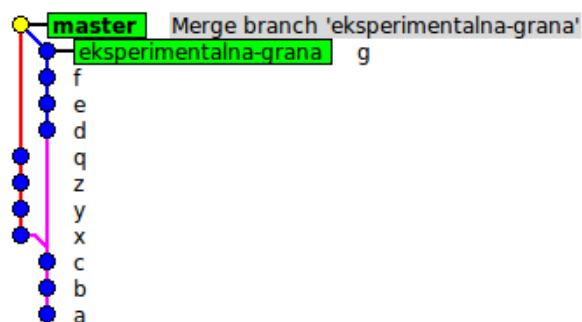 master Merge branch 'eksperimentalna-grana'
eksperimentalna-grana g
f
e
d
q
z
y
x
c
b
a